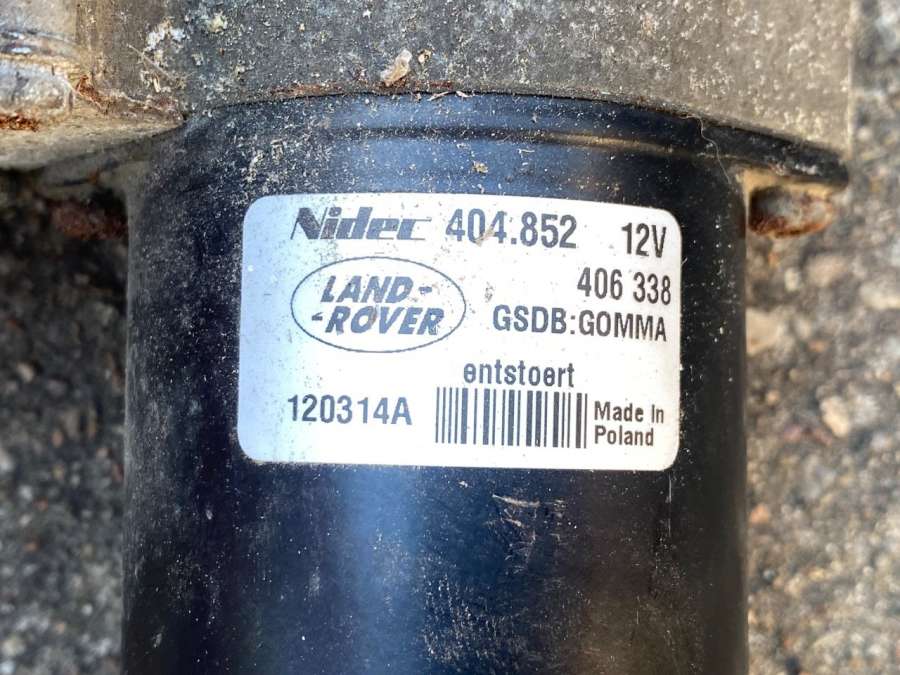 Nidec 404.852 12V
406 338
LAND-
-ROVER
GSDB:GOMMA
entstoert
120314A
Made In
Poland